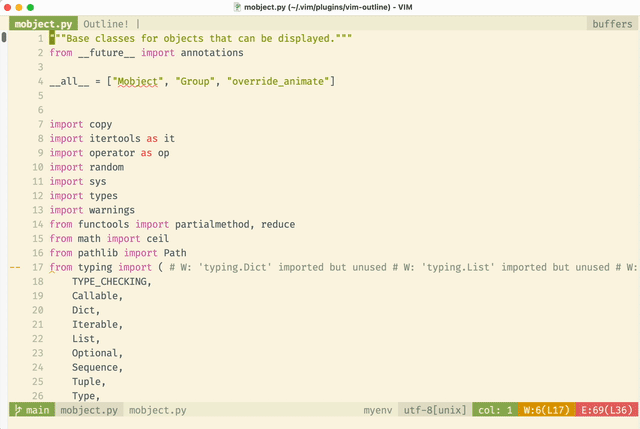 mobject.py (~/.vim/plugins/vim-outline) - VIM
mobject.py Outline! | buffers
1 """Base classes for objects that can be displayed."""
2 from __future__ import annotations
3
4 __all__ = ["Mobject", "Group", "override_animate"]
5
6
7 import copy
8 import itertools as it
9 import operator as op
10 import random
11 import sys
12 import types
13 import warnings
14 from functools import partialmethod, reduce
15 from math import ceil
16 from pathlib import Path
-- 17 from typing import ( # W: 'typing.Dict' imported but unused # W: 'typing.List' imported but unused # W:
18 TYPE_CHECKING,
19 Callable,
20 Dict,
21 Iterable,
22 List,
23 Optional,
24 Sequence,
25 Tuple,
26 Type,
main mobject.py mobject.py myenv utf-8[unix] col: 1 W:6(L17) E:69(L36)